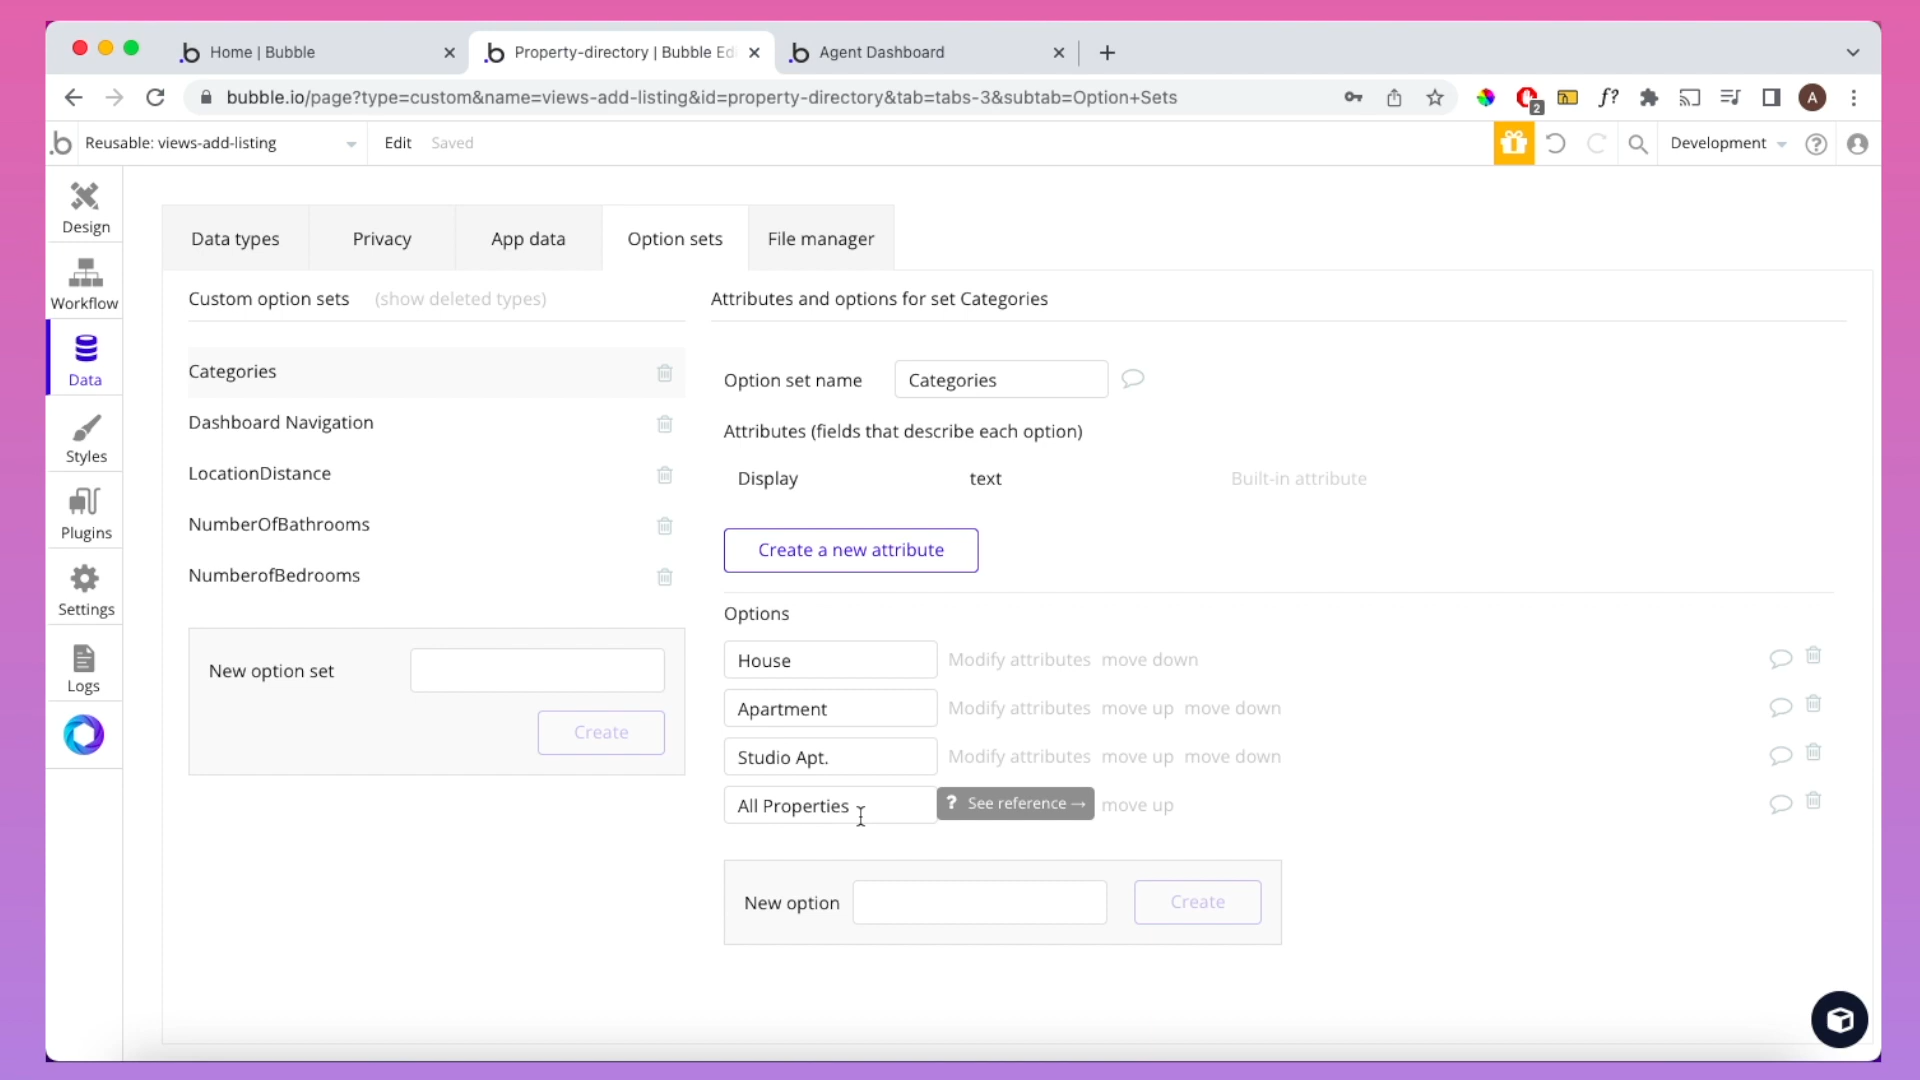 Home | Bubble
Property-directory | Bubble Ed
Agent Dashboard
bubble.io/page?type=custom&name=views-add-listing&id=property-directory&tab=tabs-3&subtab=Option+Sets
f?
2
A
b
Reusable: views-add-listing
Edit
Saved
Development
?
Design
Workflow
Data
Styles
Plugins
Settings
Logs
Data types
Privacy
App data
Option sets
File manager
Custom option sets
(show deleted types)
Categories
Dashboard Navigation
LocationDistance
NumberOfBathrooms
NumberofBedrooms
New option set
Create
Attributes and options for set Categories
Option set name
Categories
Attributes (fields that describe each option)
Display
text
Built-in attribute
Create a new attribute
Options
House
Modify attributes
move down
Apartment
Modify attributes
move up
move down
Studio Apt.
Modify attributes
move up
move down
All Properties
? See reference→
move up
New option
Create